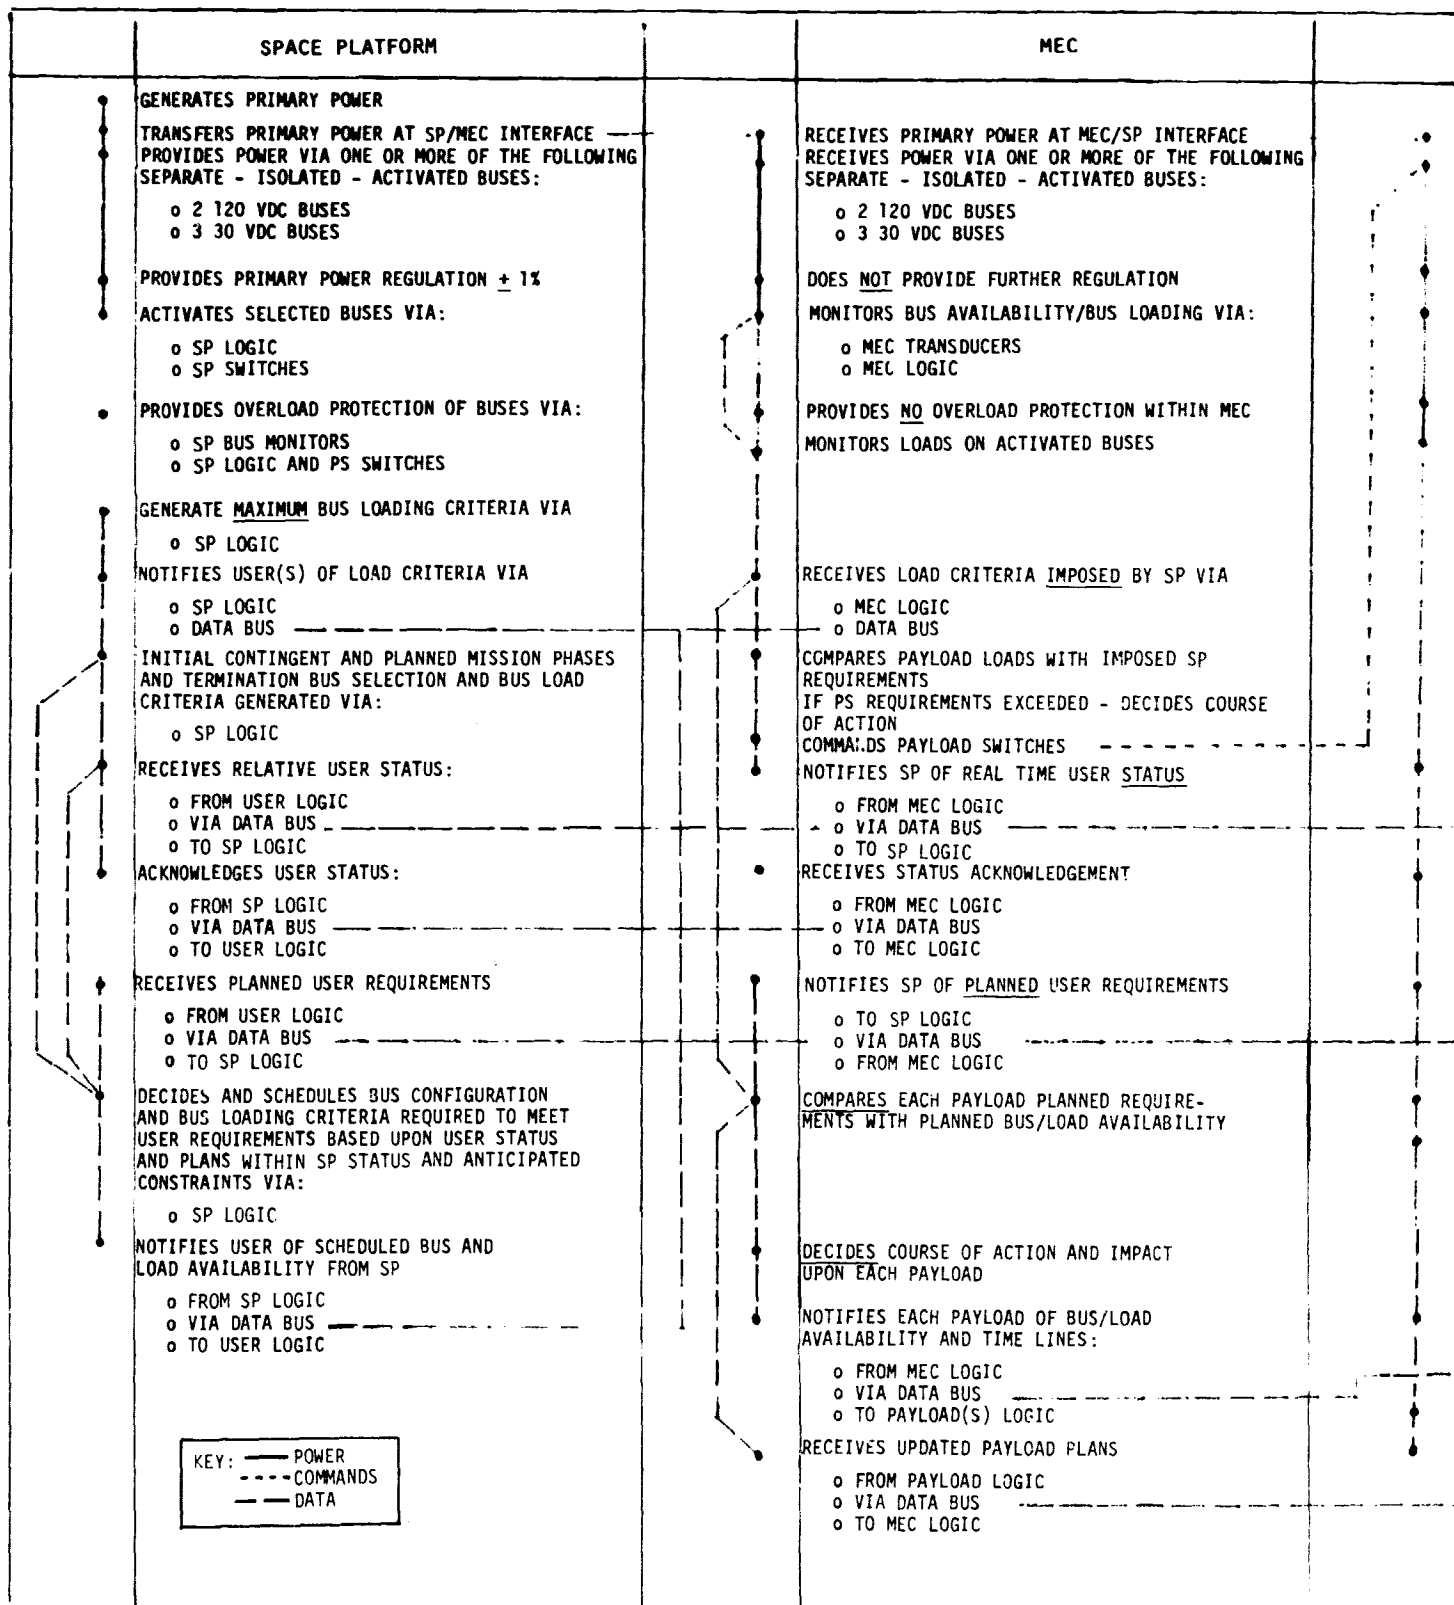 SPACE PLATFORM
GENERATES PRIMARY POWER
TRANSFERS PRIMARY POWER AT SP/MEC INTERFACE
PROVIDES POWER VIA ONE OR MORE OF THE FOLLOWING
SEPARATE - ISOLATED - ACTIVATED BUSES:
o 2 120 VDC BUSES
o 3 30 VDC BUSES
PROVIDES PRIMARY POWER REGULATION ± 1%
ACTIVATES SELECTED BUSES VIA:
o SP LOGIC
o SP SWITCHES
PROVIDES OVERLOAD PROTECTION OF BUSES VIA:
o SP BUS MONITORS
o SP LOGIC AND PS SWITCHES
GENERATE MAXIMUM BUS LOADING CRITERIA VIA
o SP LOGIC
NOTIFIES USER(S) OF LOAD CRITERIA VIA
o SP LOGIC
o DATA BUS
INITIAL CONTINGENT AND PLANNED MISSION PHASES
AND TERMINATION BUS SELECTION AND BUS LOAD
CRITERIA GENERATED VIA:
o SP LOGIC
RECEIVES RELATIVE USER STATUS:
o FROM USER LOGIC
o VIA DATA BUS
o TO SP LOGIC
ACKNOWLEDGES USER STATUS:
o FROM SP LOGIC
o VIA DATA BUS
o TO USER LOGIC
RECEIVES PLANNED USER REQUIREMENTS
o FROM USER LOGIC
o VIA DATA BUS
o TO SP LOGIC
DECIDES AND SCHEDULES BUS CONFIGURATION
AND BUS LOADING CRITERIA REQUIRED TO MEET
USER REQUIREMENTS BASED UPON USER STATUS
AND PLANS WITHIN SP STATUS AND ANTICIPATED
CONSTRAINTS VIA:
o SP LOGIC
NOTIFIES USER OF SCHEDULED BUS AND
LOAD AVAILABILITY FROM SP
o FROM SP LOGIC
o VIA DATA BUS
o TO USER LOGIC
KEY: POWER
COMMANDS
DATA
MEC
RECEIVES PRIMARY POWER AT MEC/SP INTERFACE
RECEIVES POWER VIA ONE OR MORE OF THE FOLLOWING
SEPARATE - ISOLATED - ACTIVATED BUSES:
o 2 120 VDC BUSES
o 3 30 VDC BUSES
DOES NOT PROVIDE FURTHER REGULATION
MONITORS BUS AVAILABILITY/BUS LOADING VIA:
o MEC TRANSDUCERS
o MEC LOGIC
PROVIDES NO OVERLOAD PROTECTION WITHIN MEC
MONITORS LOADS ON ACTIVATED BUSES
RECEIVES LOAD CRITERIA IMPOSED BY SP VIA
o MEC LOGIC
o DATA BUS
COMPARES PAYLOAD LOADS WITH IMPOSED SP
REQUIREMENTS
IF PS REQUIREMENTS EXCEEDED - DECIDES COURSE
OF ACTION
COMMANDS PAYLOAD SWITCHES
NOTIFIES SP OF REAL TIME USER STATUS
o FROM MEC LOGIC
o VIA DATA BUS
o TO SP LOGIC
RECEIVES STATUS ACKNOWLEDGEMENT
o FROM MEC LOGIC
o VIA DATA BUS
o TO MEC LOGIC
NOTIFIES SP OF PLANNED USER REQUIREMENTS
o TO SP LOGIC
o VIA DATA BUS
o FROM MEC LOGIC
COMPARES EACH PAYLOAD PLANNED REQUIRE-
MENTS WITH PLANNED BUS/LOAD AVAILABILITY
DECIDES COURSE OF ACTION AND IMPACT
UPON EACH PAYLOAD
NOTIFIES EACH PAYLOAD OF BUS/LOAD
AVAILABILITY AND TIME LINES:
o FROM MEC LOGIC
o VIA DATA BUS
o TO PAYLOAD(S) LOGIC
RECEIVES UPDATED PAYLOAD PLANS
o FROM PAYLOAD LOGIC
o VIA DATA BUS
o TO MEC LOGIC